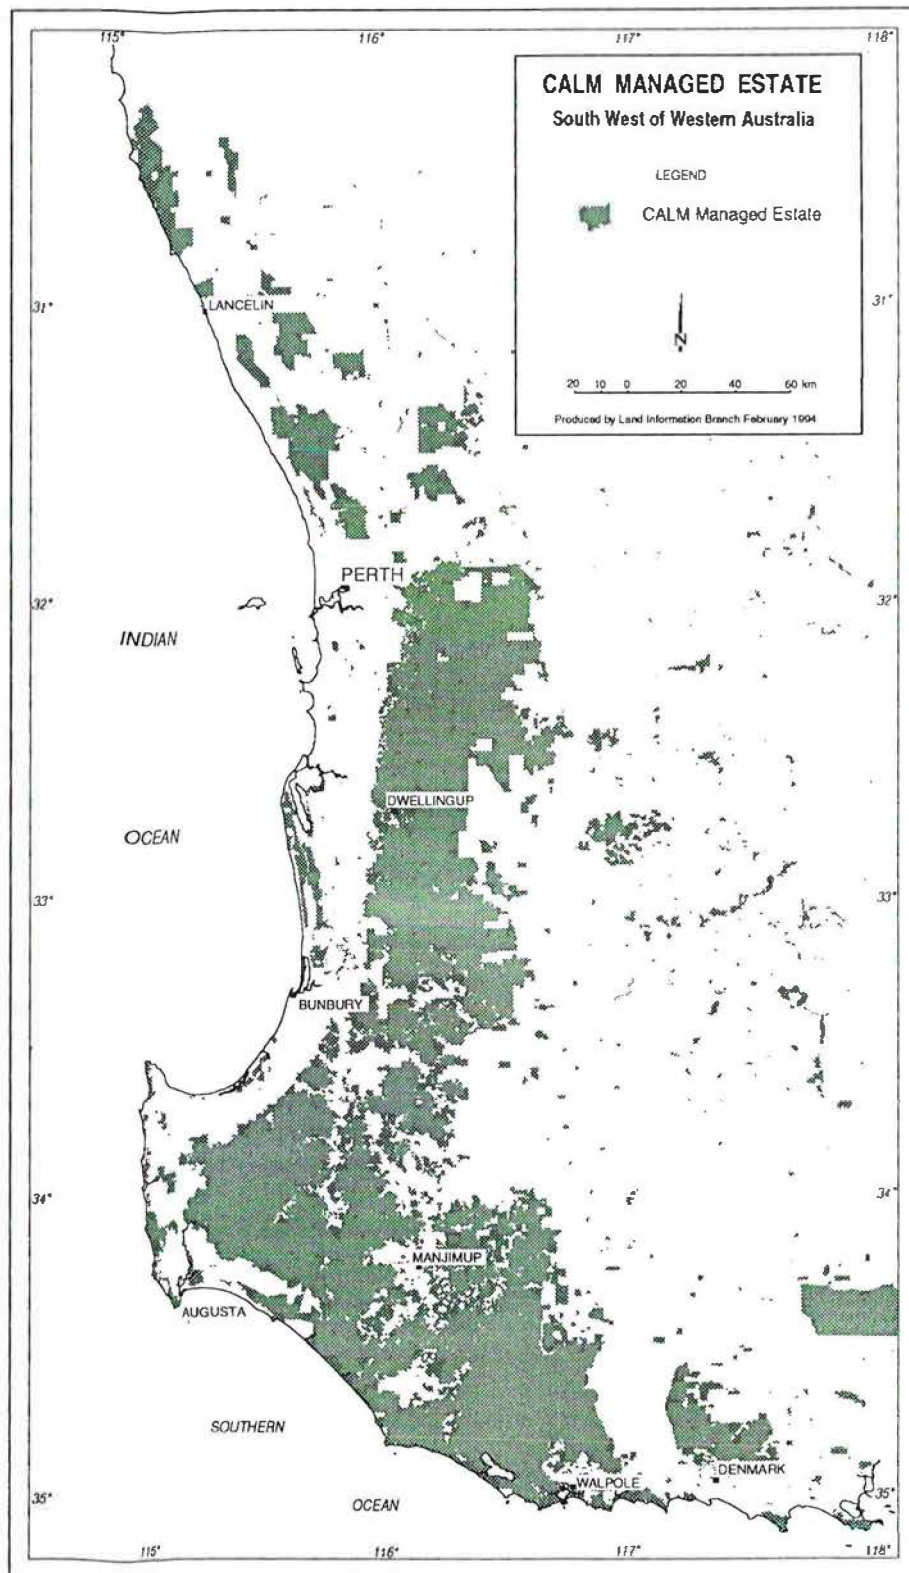 115° 116° 117° 118°
CALM MANAGED ESTATE
South West of Western Australia
LEGEND
CALM Managed Estate
N
20 10 0 20 40 60 km
Produced by Land Information Branch February 1994
31° 31°
LANCELIN
PERTH
32° 32°
INDIAN
DWELLINGUP
OCEAN
33° 33°
BUNBURY
34° 34°
MANJIMUP
AUGUSTA
SOUTHERN
DENMARK
WALPOLE
35° 35°
OCEAN
115° 116° 117° 118°